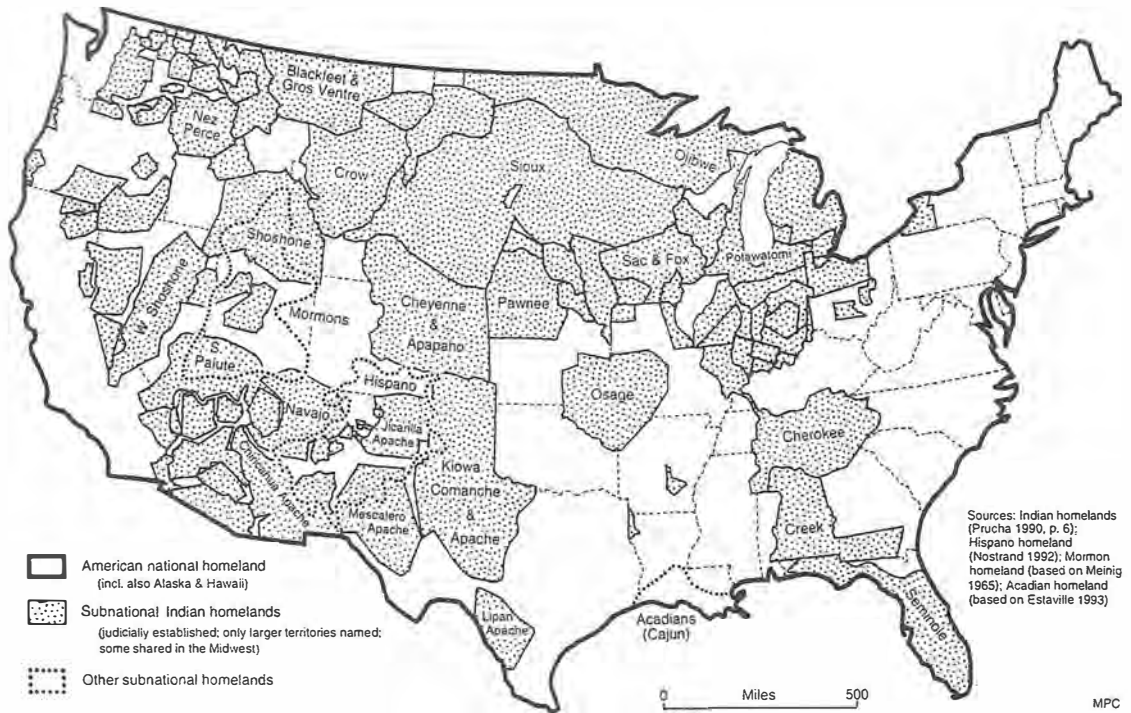 Blackfeet &
Gros Ventre
Nez
Perce
Crow
Sioux
Ojibwe
Shoshone
W. Shoshone
Mormons
Cheyenne
&
Apapaho
Pawnee
Sac & Fox
Potawatomi
S.
Paiute
Hispano
Navajo
Jicarilla
Apache
Osage
Cherokee
Chiricahua Apache
Mescalero
Apache
Kiowa
Comanche
&
Apache
Creek
Seminole
Lipan
Apache
Acadians
(Cajun)
Sources: Indian homelands
(Prucha 1990, p. 6);
Hispano homeland
(Nostrand 1992); Mormon
homeland (based on Meinig
1965); Acadian homeland
(based on Estaville 1993)
American national homeland
(incl. also Alaska & Hawaii)
Subnational Indian homelands
(judicially established; only larger territories named;
some shared in the Midwest)
Other subnational homelands
0 Miles 500
MPC